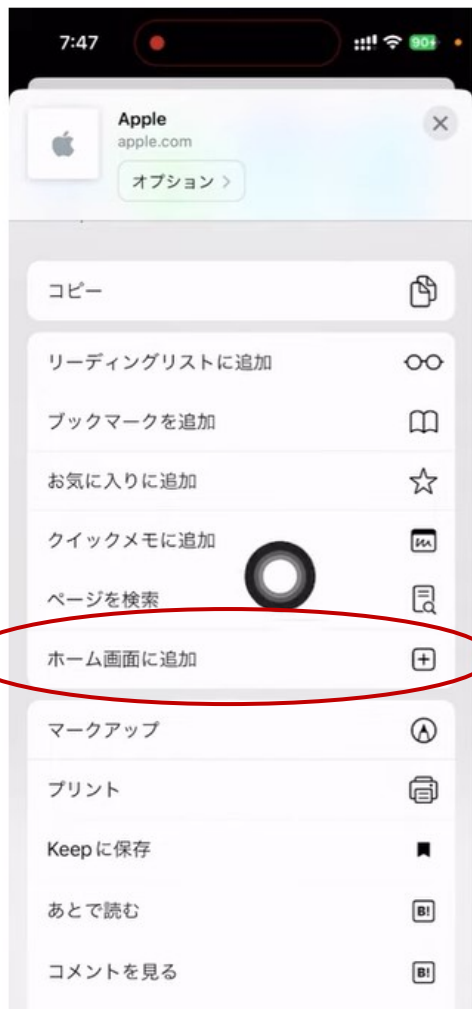 7:47
90+
Apple
apple.com
オプション >
コピー
リーディングリストに追加
ブックマークを追加
お気に入りに追加
クイックメモに追加
ページを検索
ホーム画面に追加
マークアップ
プリント
Keepに保存
あとで読む
B!
コメントを見る
B!